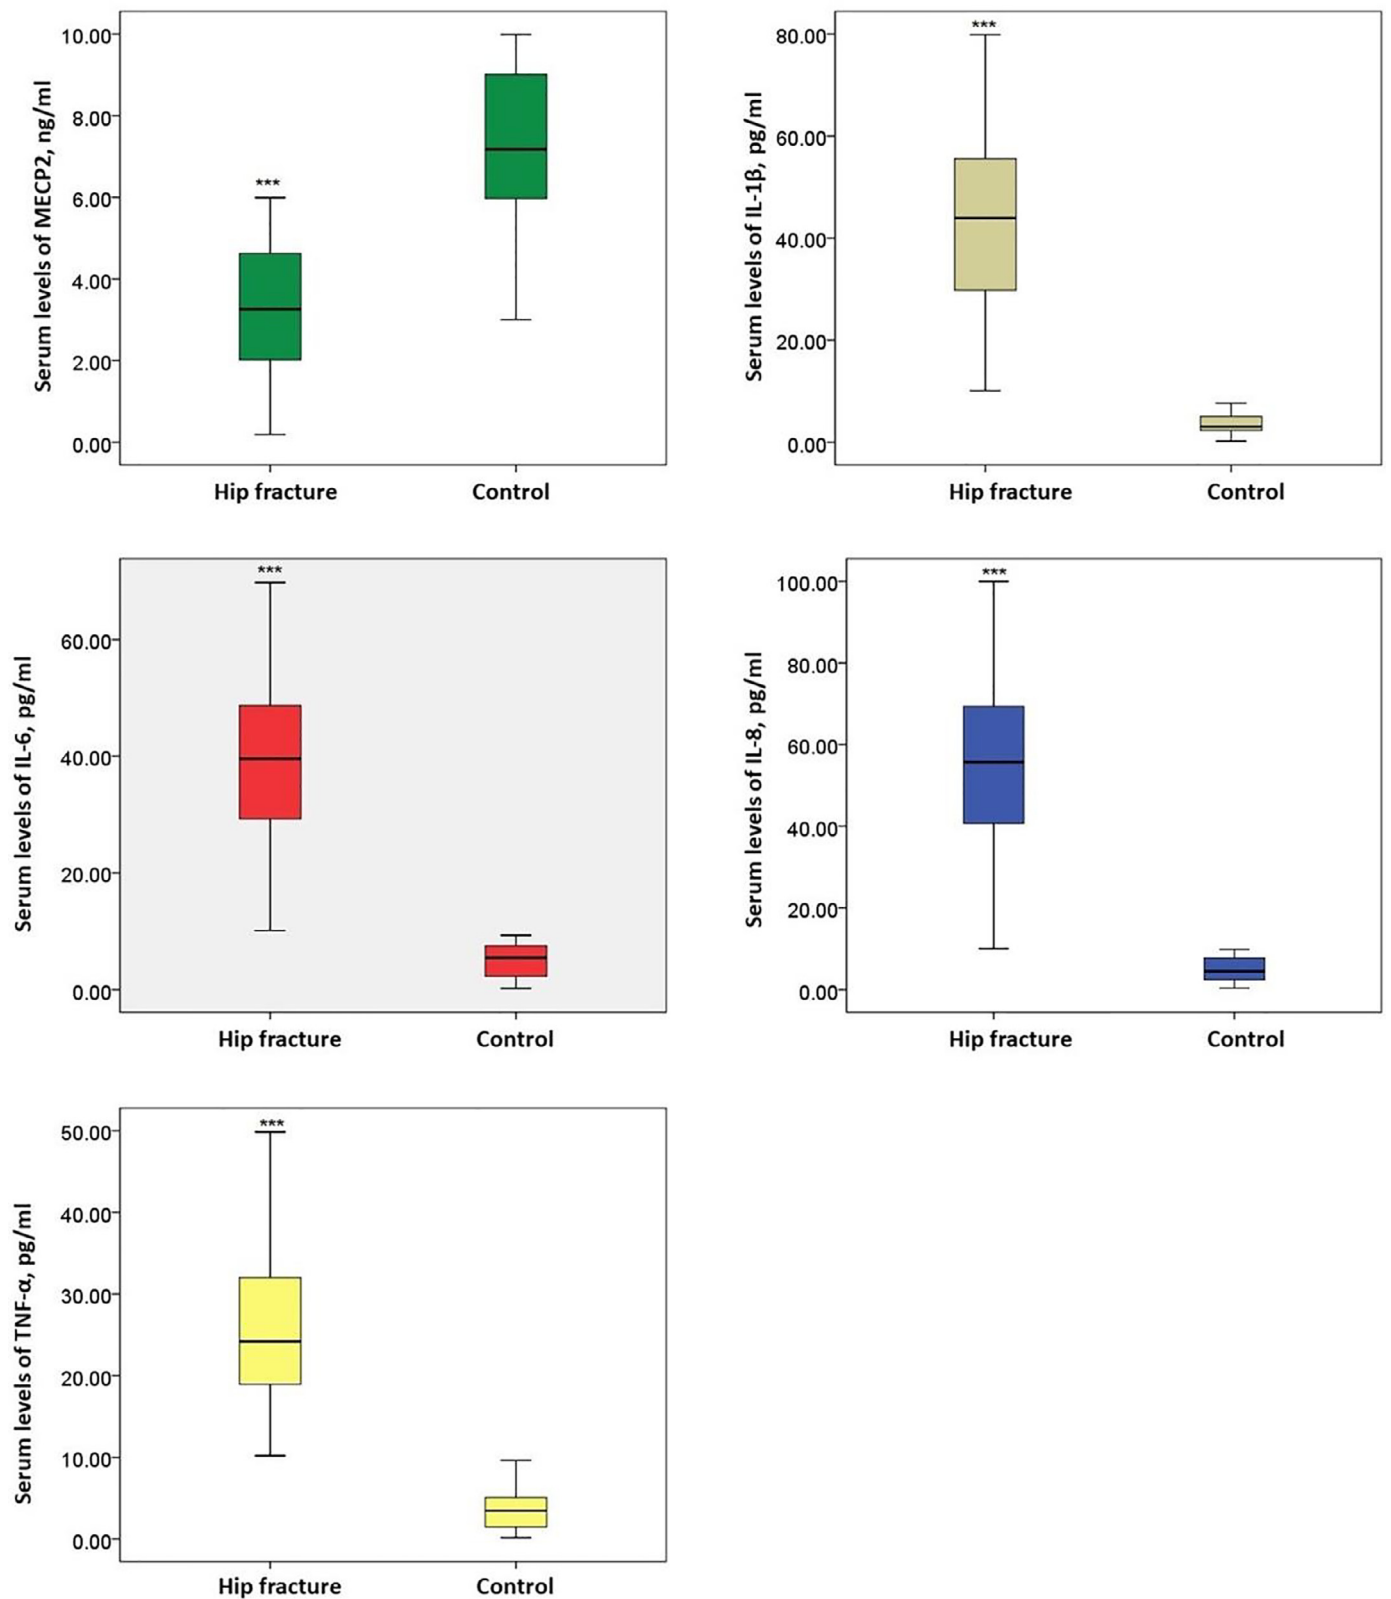 Serum levels of MECP2, ng/ml
10.00
8.00
6.00
4.00
2.00
0.00
***
Hip fracture
Control
Serum levels of IL-1β, pg/ml
80.00
60.00
40.00
20.00
0.00
***
Hip fracture
Control
Serum levels of IL-6, pg/ml
60.00
40.00
20.00
0.00
***
Hip fracture
Control
Serum levels of IL-8, pg/ml
100.00
80.00
60.00
40.00
20.00
0.00
***
Hip fracture
Control
Serum levels of TNF-α, pg/ml
50.00
40.00
30.00
20.00
10.00
0.00
***
Hip fracture
Control